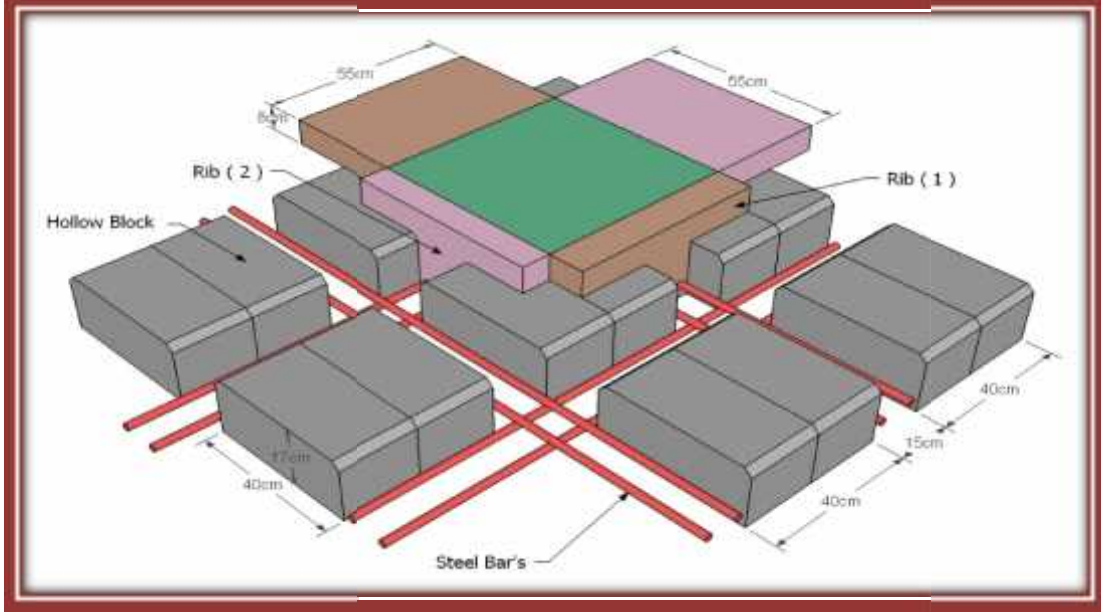 55cm
55cm
8cm
Rib ( 2 )
Rib ( 1 )
Hollow Block
40cm
15cm
17cm
40cm
40cm
Steel Bar's